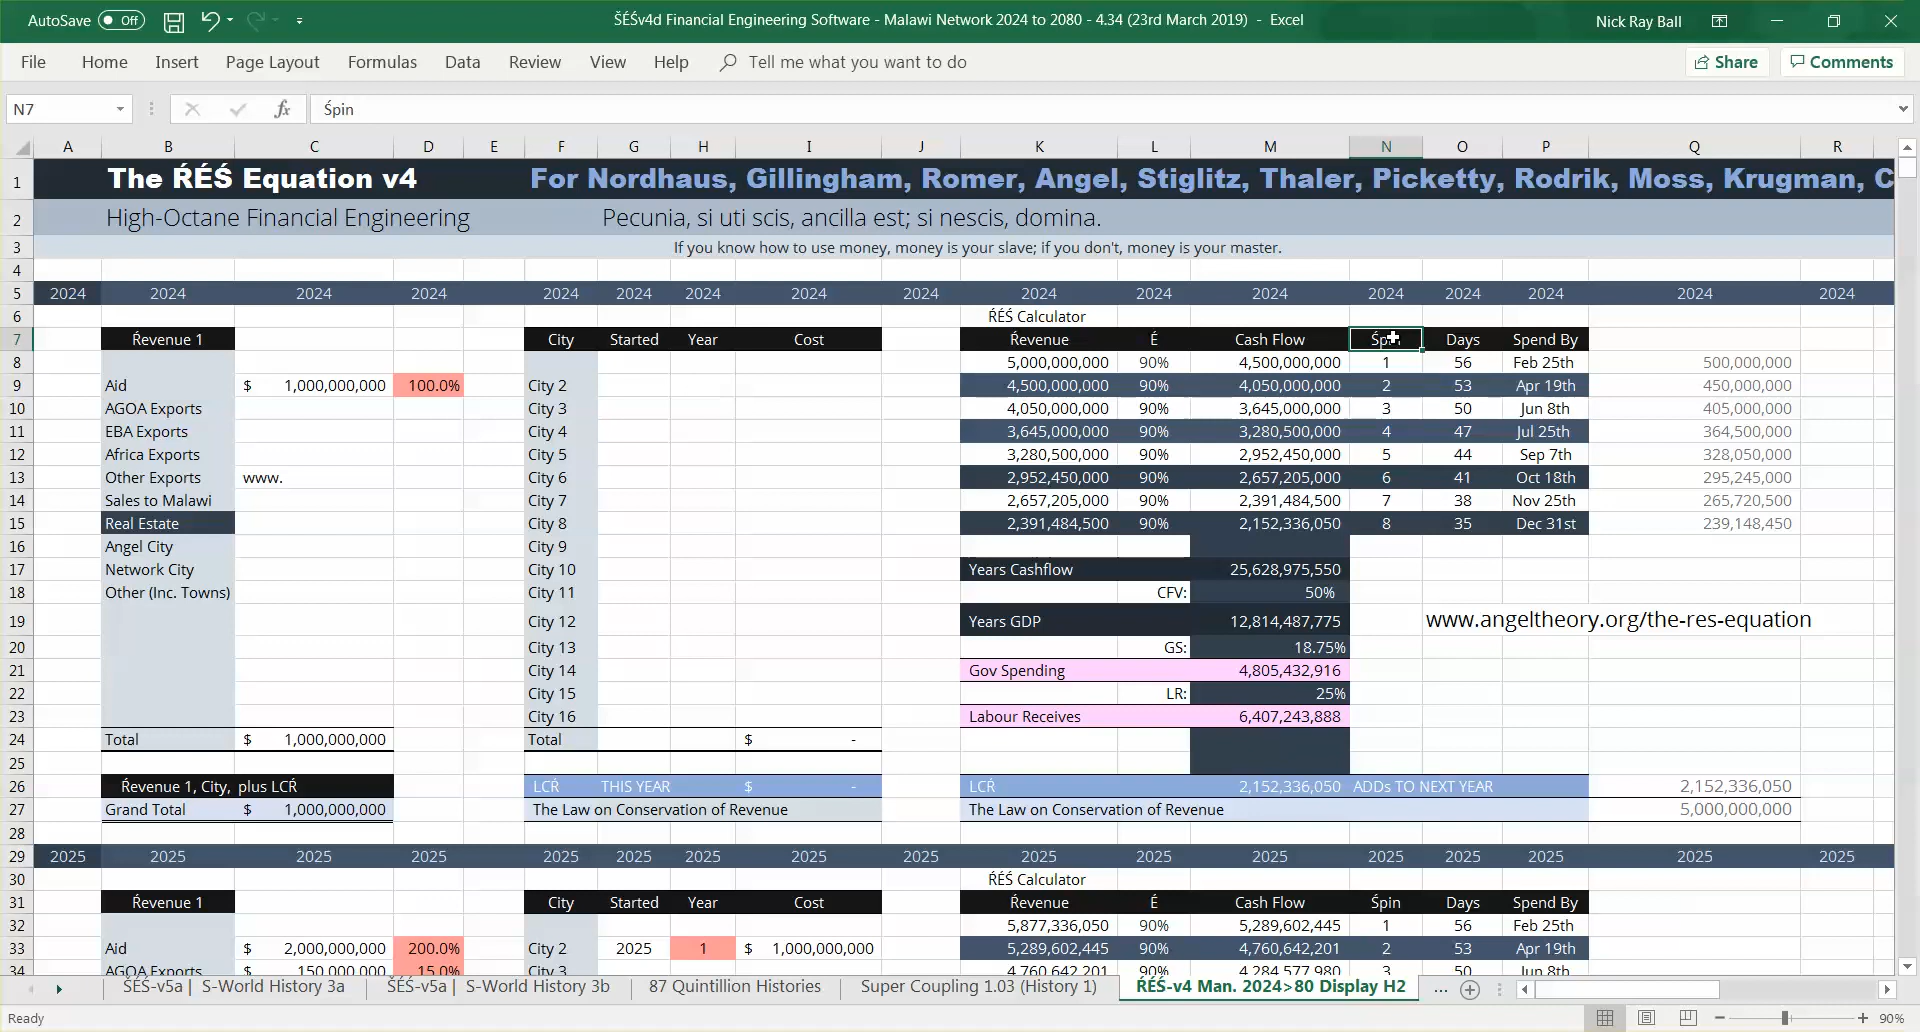 AutoSave Off ŠÉŚv4d Financial Engineering Software - Malawi Network 2024 to 2080 - 4.34 (23rd March 2019) - Excel Nick Ray Ball
File Home Insert Page Layout Formulas Data Review View Help Tell me what you want to do Share Comments
N7 fx Śpin
A B C D E F G H I J K L M N O P Q R
1 The ŔÉŚ Equation v4 For Nordhaus, Gillingham, Romer, Angel, Stiglitz, Thaler, Picketty, Rodrik, Moss, Krugman, C
2 High-Octane Financial Engineering Pecunia, si uti scis, ancilla est; si nescis, domina.
3 If you know how to use money, money is your slave; if you don't, money is your master.
4
5 2024 2024 2024 2024 2024 2024 2024 2024 2024 2024 2024 2024 2024 2024 2024 2024 2024
6 ŔÉŚ Calculator
7 Ŕevenue 1 City Started Year Cost Ŕevenue É Cash Flow Śpin Days Spend By
8 5,000,000,000 90% 4,500,000,000 1 56 Feb 25th 500,000,000
9 Aid $ 1,000,000,000 100.0% City 2 4,500,000,000 90% 4,050,000,000 2 53 Apr 19th 450,000,000
10 AGOA Exports City 3 4,050,000,000 90% 3,645,000,000 3 50 Jun 8th 405,000,000
11 EBA Exports City 4 3,645,000,000 90% 3,280,500,000 4 47 Jul 25th 364,500,000
12 Africa Exports City 5 3,280,500,000 90% 2,952,450,000 5 44 Sep 7th 328,050,000
13 Other Exports www. City 6 2,952,450,000 90% 2,657,205,000 6 41 Oct 18th 295,245,000
14 Sales to Malawi City 7 2,657,205,000 90% 2,391,484,500 7 38 Nov 25th 265,720,500
15 Real Estate City 8 2,391,484,500 90% 2,152,336,050 8 35 Dec 31st 239,148,450
16 Angel City City 9
17 Network City City 10 Years Cashflow 25,628,975,550
18 Other (Inc. Towns) City 11 CFV: 50%
19 City 12 Years GDP 12,814,487,775 www.angeltheory.org/the-res-equation
20 City 13 GS: 18.75%
21 City 14 Gov Spending 4,805,432,916
22 City 15 LR: 25%
23 City 16 Labour Receives 6,407,243,888
24 Total $ 1,000,000,000 Total $ -
25
26 Ŕevenue 1, City, plus LCŔ LCŔ THIS YEAR $ - LCŔ 2,152,336,050 ADDs TO NEXT YEAR 2,152,336,050
27 Grand Total $ 1,000,000,000 The Law on Conservation of Revenue The Law on Conservation of Revenue 5,000,000,000
28
29 2025 2025 2025 2025 2025 2025 2025 2025 2025 2025 2025 2025 2025 2025 2025 2025 2025
30 ŔÉŚ Calculator
31 Ŕevenue 1 City Started Year Cost Ŕevenue É Cash Flow Śpin Days Spend By
32 5,877,336,050 90% 5,289,602,445 1 56 Feb 25th
33 Aid $ 2,000,000,000 200.0% City 2 2025 1 $ 1,000,000,000 5,289,602,445 90% 4,760,642,201 2 53 Apr 19th
34 AGOA Exports $ 150,000,000 15.0% City 3 4,760,642,201 90% 4,284,577,980 3 50 Jun 8th
ŠÉŚ-v5a | S-World History 3a ŠÉŚ-v5a | S-World History 3b 87 Quintillion Histories Super Coupling 1.03 (History 1) ŔÉŚ-v4 Man. 2024>80 Display H2 ...
Ready 90%